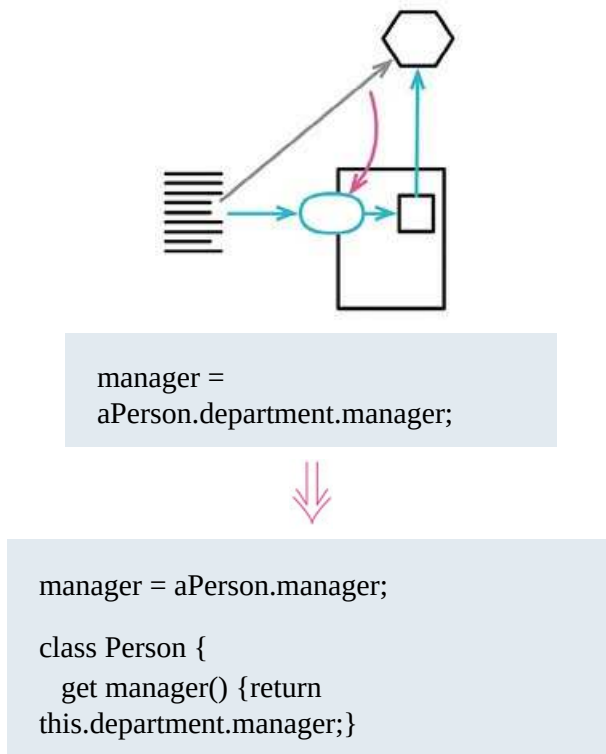 manager =
aPerson.department.manager;
manager = aPerson.manager;
class Person {
  get manager() {return
this.department.manager;}